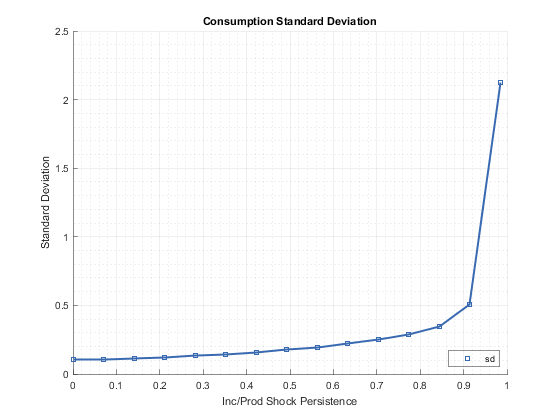 Consumption Standard Deviation
2.5
2
1.5
1
0.5
0
Standard Deviation
sd
0 0.1 0.2 0.3 0.4 0.5 0.6 0.7 0.8 0.9 1
Inc/Prod Shock Persistence